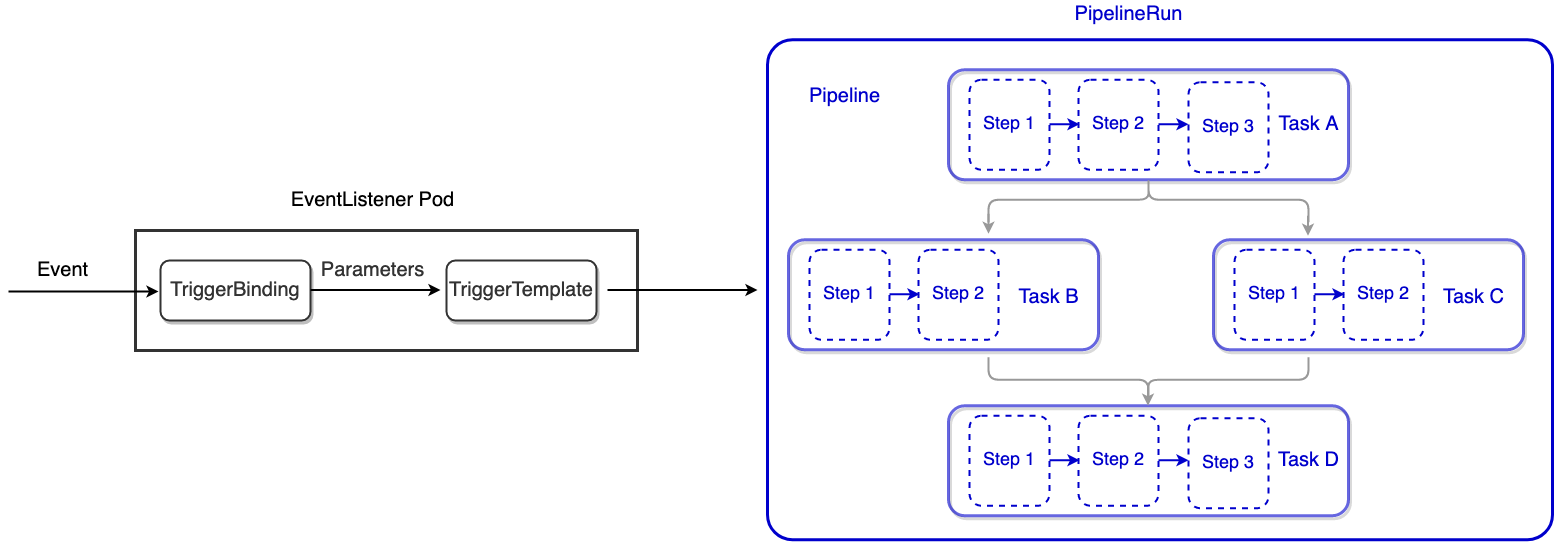 PipelineRun
Pipeline
Step 1
Step 2
Step 3
Task A
EventListener Pod
Event
TriggerBinding
Parameters
TriggerTemplate
Step 1
Step 2
Task B
Step 1
Step 2
Task C
Step 1
Step 2
Step 3
Task D